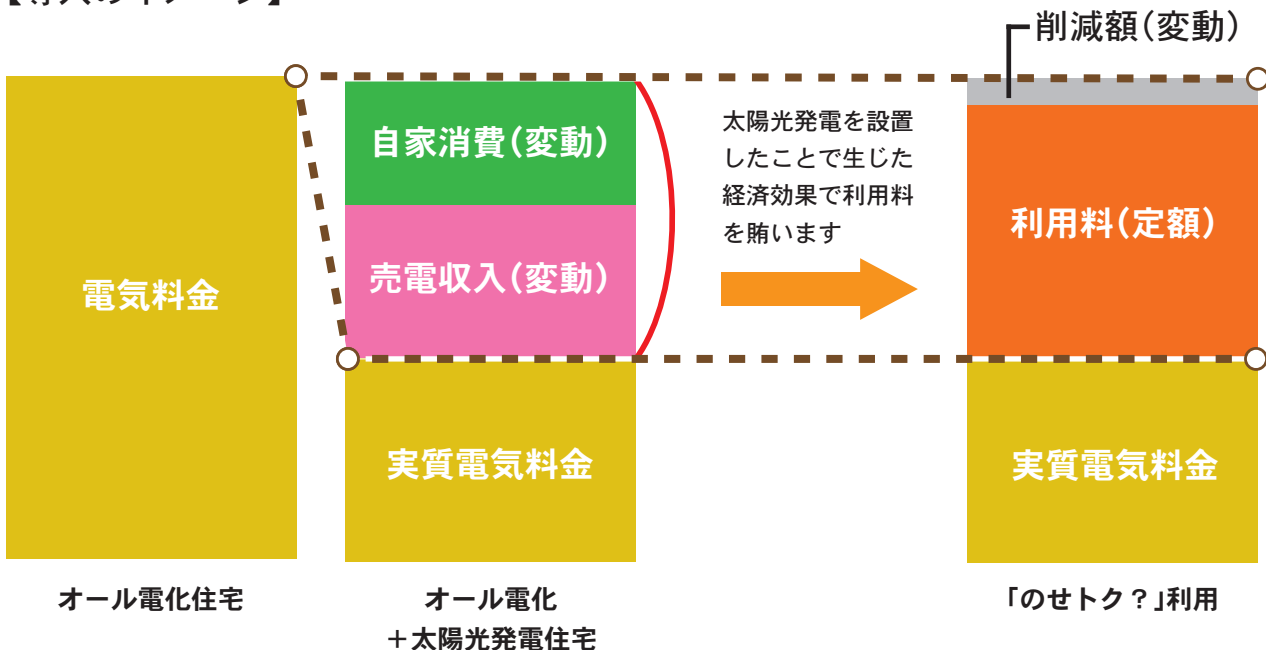 削減額(変動)
電気料金
自家消費(変動)
売電収入(変動)
実質電気料金
太陽光発電を設置
したことで生じた
経済効果で利用料
を賄います
利用料(定額)
実質電気料金
オール電化住宅
オール電化
+太陽光発電住宅
「のせトク?」利用